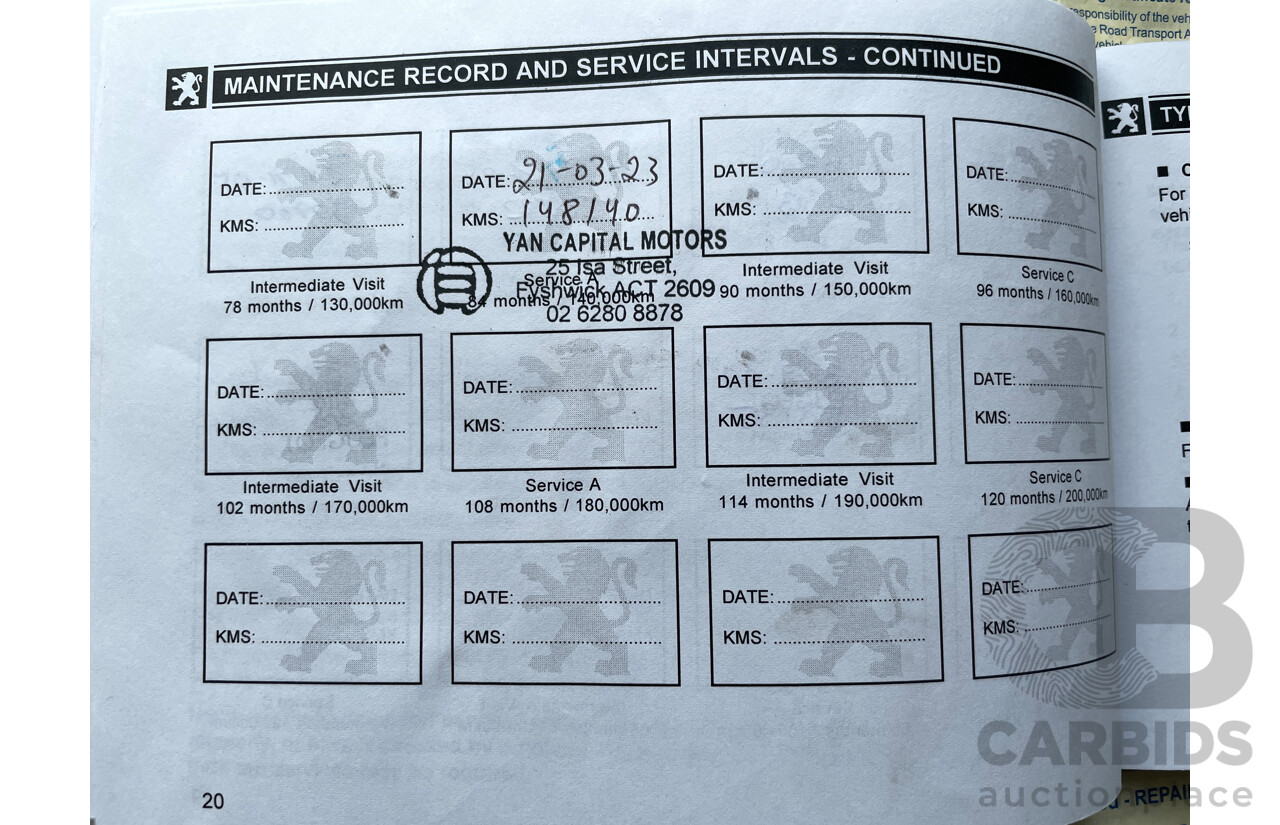 esponsibility of the veh
e Road Transport A
MAINTENANCE RECORD AND SERVICE INTERVALS - CONTINUED
TY
DATE:
KMS:
Intermediate Visit
78 months / 130,000km
DATE: 21-03-23
KMS: 148140
YAN CAPITAL MOTORS
25 Isa Street,
Fyshwick ACT 2609
02 6280 8878
Service A
84 months / 140,000km
DATE:
KMS:
Intermediate Visit
90 months / 150,000km
DATE:
KMS:
Service C
96 months / 160,000km
For
vehi
DATE:
KMS:
Intermediate Visit
102 months / 170,000km
DATE:
KMS:
Service A
108 months / 180,000km
DATE:
KMS:
Intermediate Visit
114 months / 190,000km
DATE:
KMS:
Service C
120 months / 200,000km
DATE:
KMS:
DATE:
KMS:
DATE:
KMS:
DATE:
KMS:
20
CB
CARBIDS
- REPAI